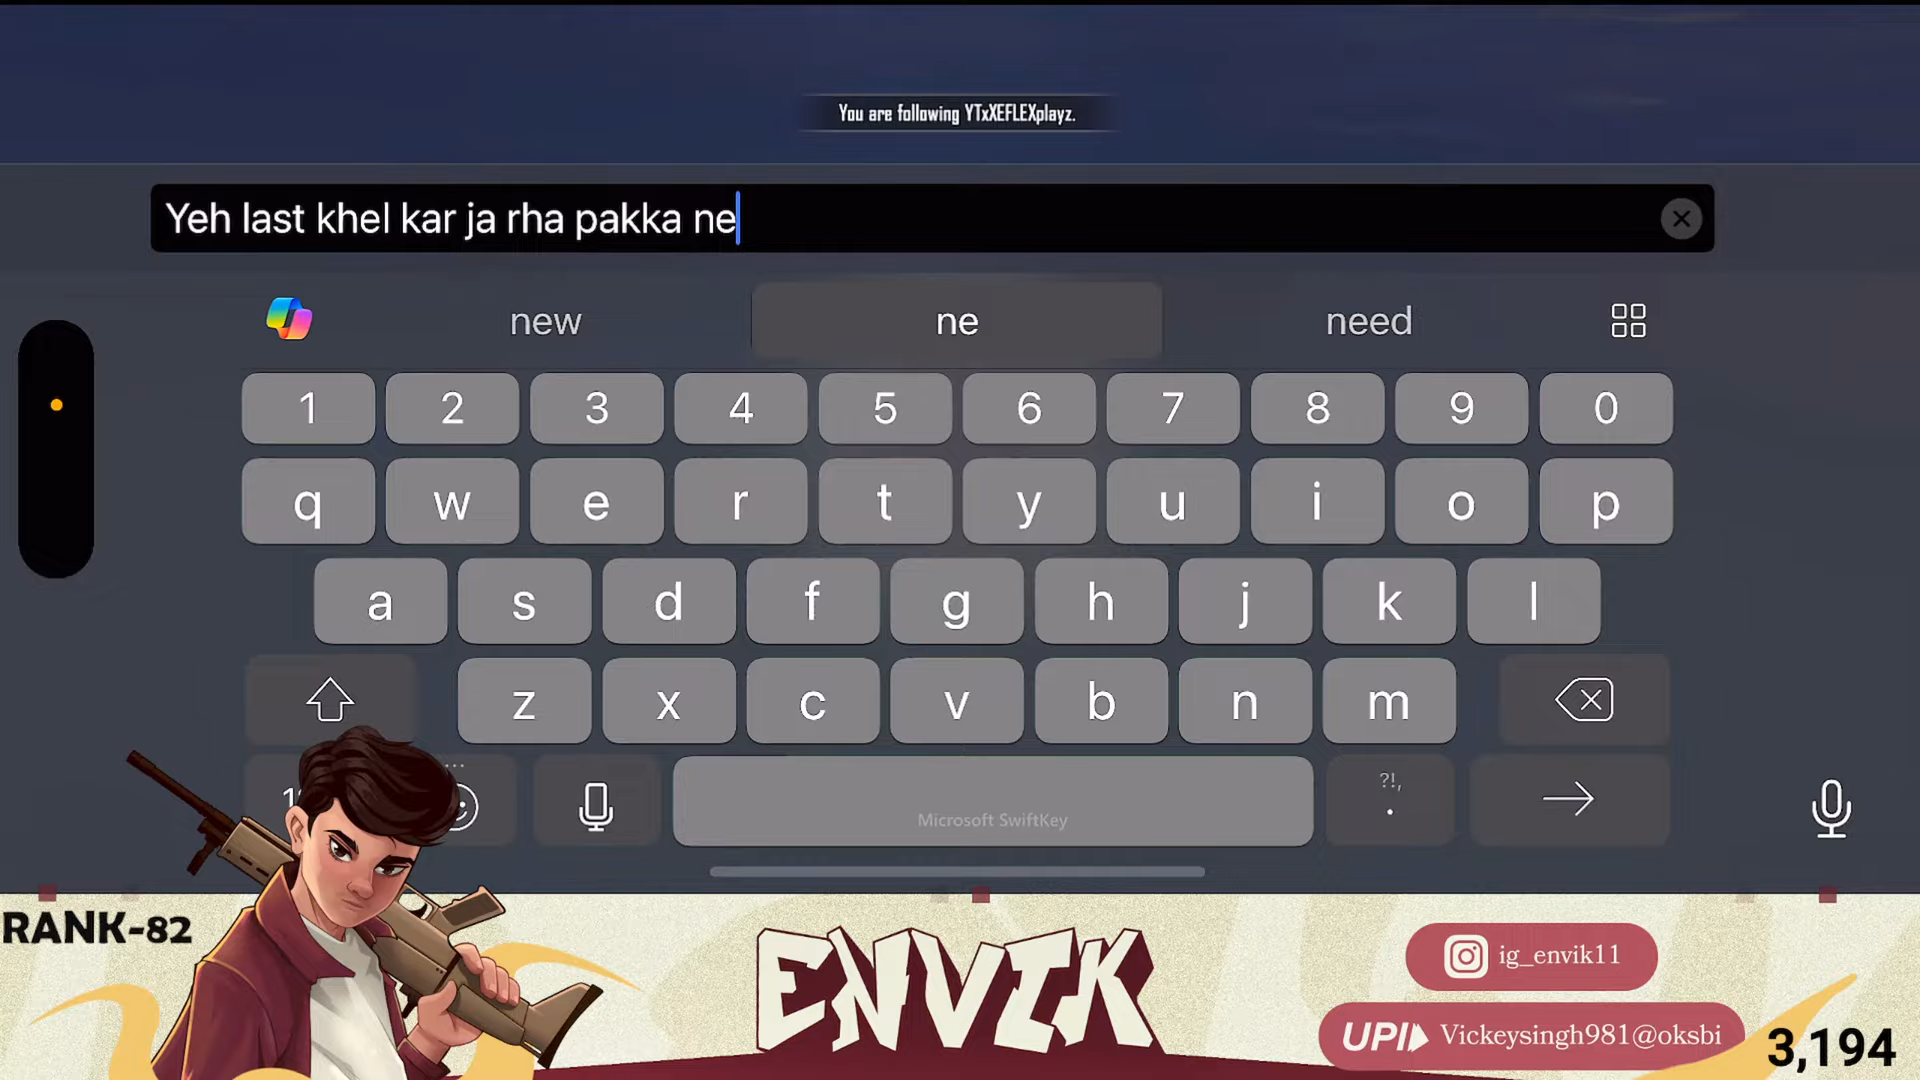 You are following YTxXEFLEXplayz.
Yeh last khel kar ja rha pakka ne
new ne need
1 2 3 4 5 6 7 8 9 0
q w e r t y u i o p
a s d f g h j k l
z x c v b n m
?!,
.
Microsoft SwiftKey
RANK-82
ENVIK
ig_envik11
UPI Vickeysingh981@oksbi
3,194